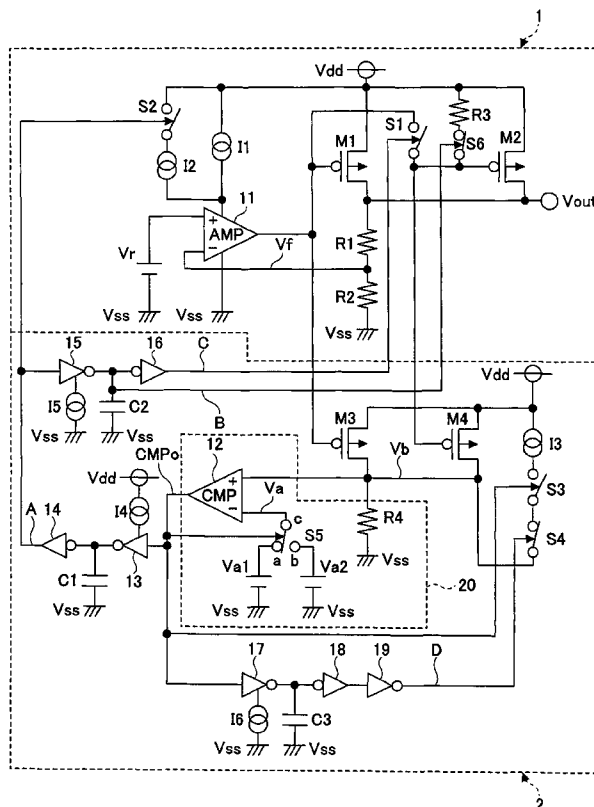 1
Vdd
S2
I2
I1
S1
R3
S6
M1
M2
11
+
AMP
−
Vout
Vr
Vf
R1
R2
Vss
Vss
Vss
15
16
C
I5
C2
B
Vss
Vss
Vdd
M3
M4
I3
12
CMPo
CMP
+
−
Va
Vb
S3
Vdd
I4
A
14
13
C1
Vss
c
S5
a
b
Va1
Va2
Vss
Vss
R4
Vss
S4
20
17
18
19
D
I6
C3
Vss
Vss
2